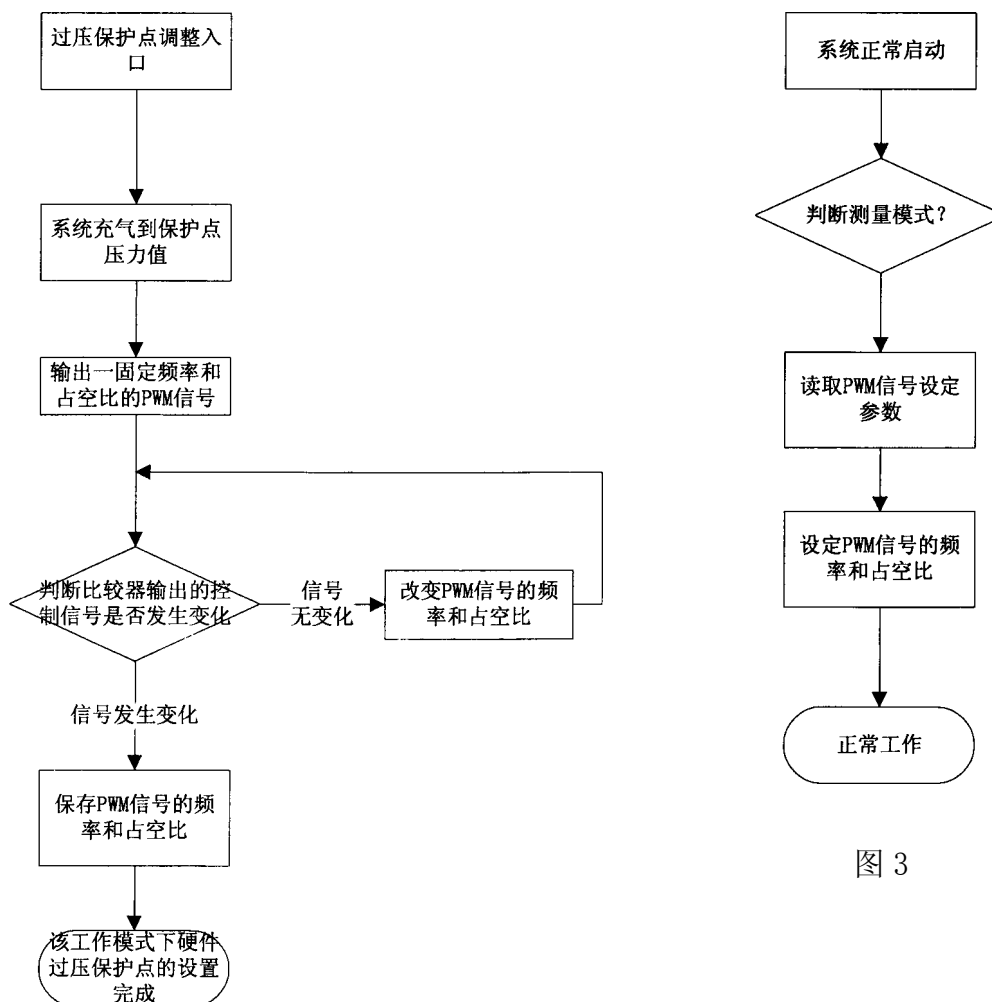 过压保护点调整入
口
系统充气到保护点
压力值
输出一固定频率和
占空比的PWM信号
判断比较器输出的控
制信号是否发生变化
信号
无变化
改变PWM信号的频
率和占空比
信号发生变化
保存PWM信号的频
率和占空比
该工作模式下硬件
过压保护点的设置
完成
系统正常启动
判断测量模式？
读取PWM信号设定
参数
设定PWM信号的频
率和占空比
正常工作
图 3